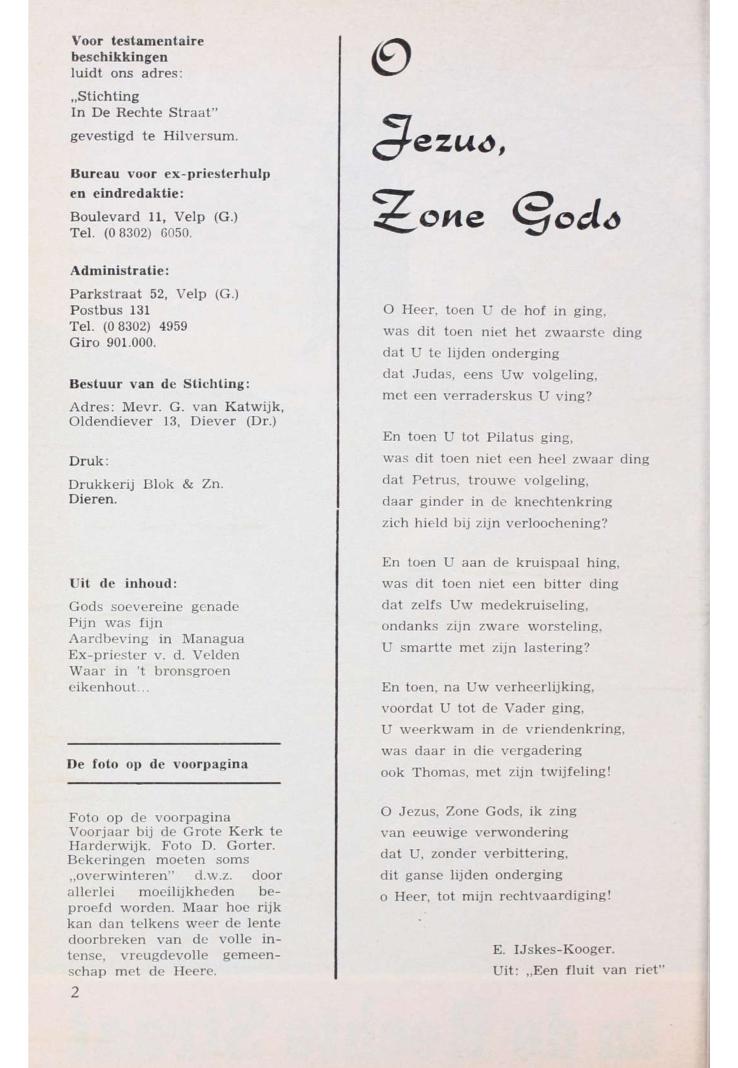 Voor testamentaire
beschikkingen
luidt ons adres:
„Stichting
In De Rechte Straat”
gevestigd te Hilversum.
Bureau voor ex-priesterhulp
en eindredaktie:
Boulevard 11, Velp (G.)
Tel. (0 8302) 6050.
Administratie:
Parkstraat 52, Velp (G.)
Postbus 131
Tel. (0 8302) 4959
Giro 901.000.
Bestuur van de Stichting:
Adres: Mevr. G. van Katwijk,
Oldendiever 13, Diever (Dr.)
Druk:
Drukkerij Blok & Zn.
Dieren.
Uit de inhoud:
Gods soevereine genade
Pijn was fijn
Aardbeving in Managua
Ex-priester v. d. Velden
Waar in 't bronsgroen
eikenhout...
De foto op de voorpagina
Foto op de voorpagina
Voorjaar bij de Grote Kerk te
Harderwijk. Foto D. Gorter.
Bekeringen moeten soms
„overwinteren” d.w.z. door
allerlei moeilijkheden be-
proefd worden. Maar hoe rijk
kan dan telkens weer de lente
doorbreken van de volle in-
tense, vreugdevolle gemeen-
schap met de Heere.
2
O
Jezus,
Zone Gods
O Heer, toen U de hof in ging,
was dit toen niet het zwaarste ding
dat U te lijden onderging
dat Judas, eens Uw volgeling,
met een verraderskus U ving?
En toen U tot Pilatus ging,
was dit toen niet een heel zwaar ding
dat Petrus, trouwe volgeling,
daar ginder in de knechtenkring
zich hield bij zijn verloochening?
En toen U aan de kruispaal hing,
was dit toen niet een bitter ding
dat zelfs Uw medekruiseling,
ondanks zijn zware worsteling,
U smartte met zijn lastering?
En toen, na Uw verheerlijking,
voordat U tot de Vader ging,
U weerkwam in de vriendenkring,
was daar in die vergadering
ook Thomas, met zijn twijfeling!
O Jezus, Zone Gods, ik zing
van eeuwige verwondering
dat U, zonder verbittering,
dit ganse lijden onderging
o Heer, tot mijn rechtvaardiging!
E. IJskes-Kooger.
Uit: „Een fluit van riet”